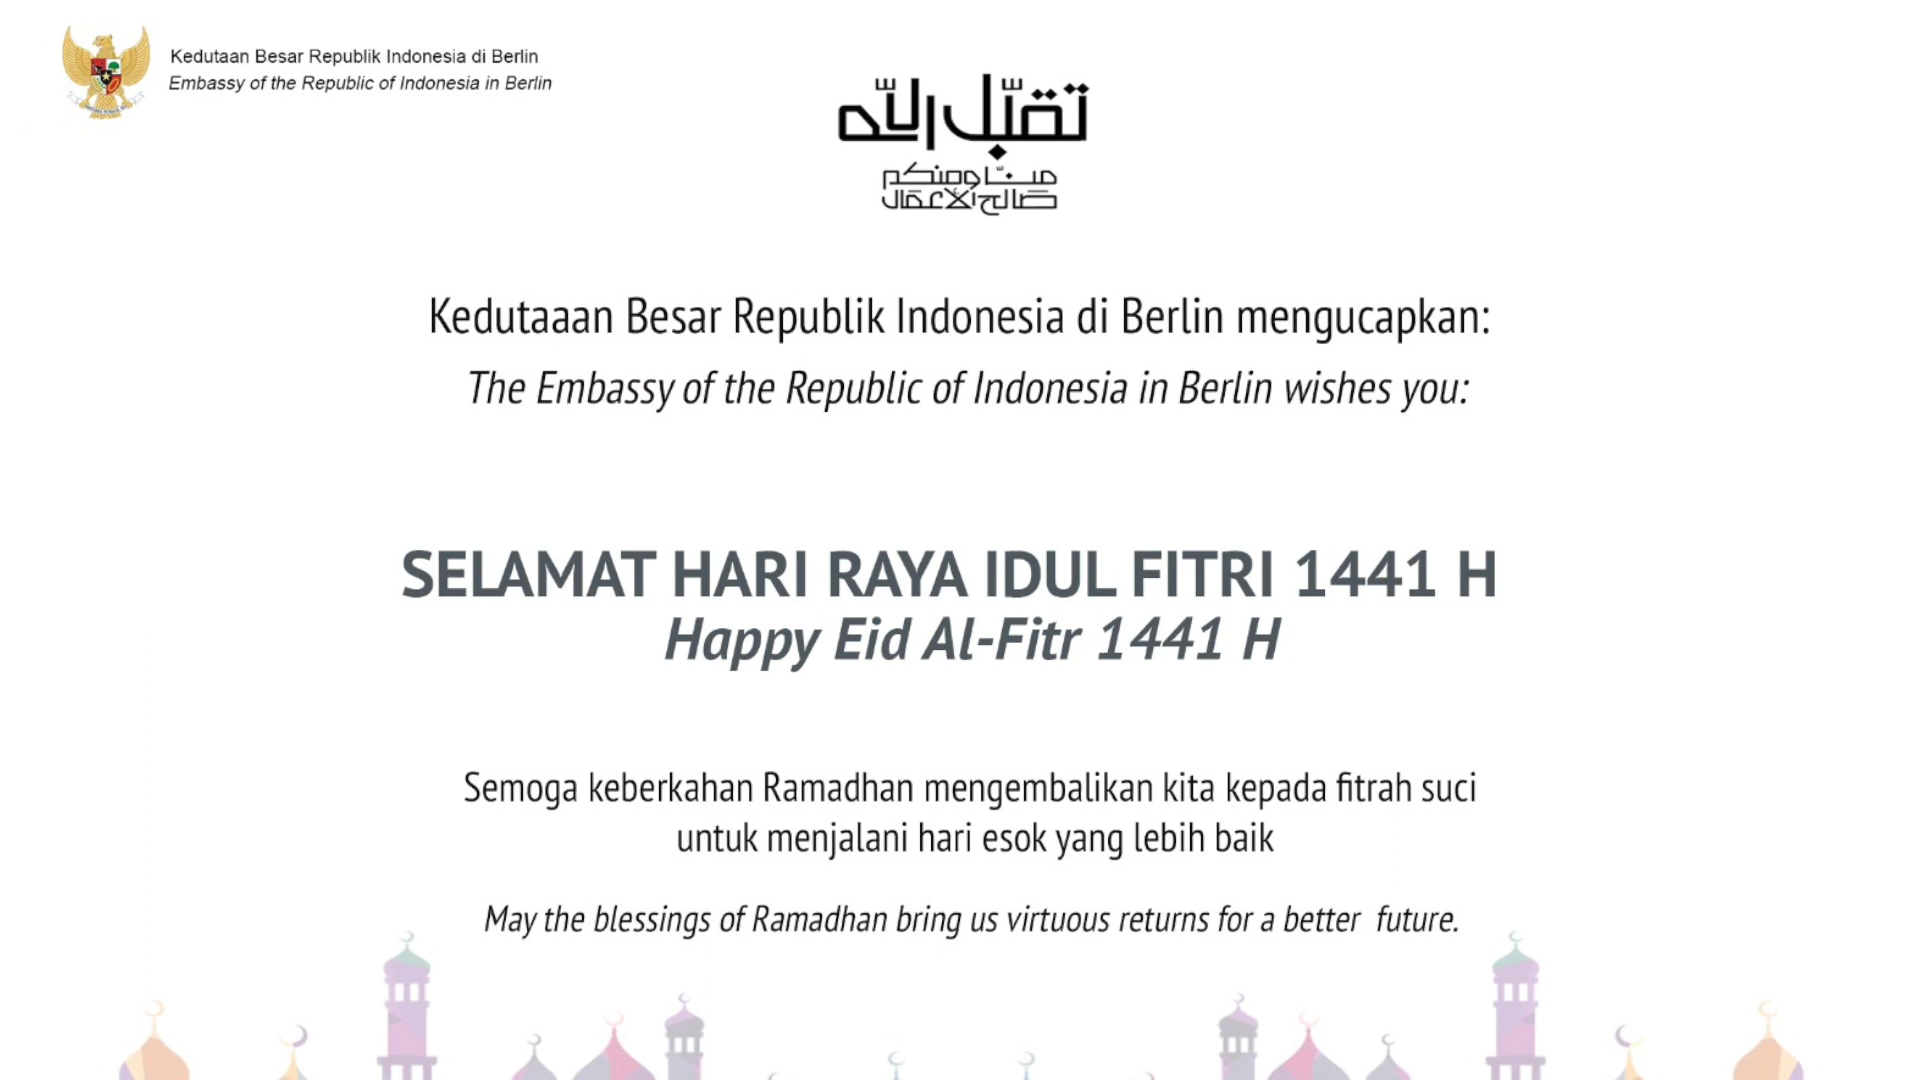 Kedutaan Besar Republik Indonesia di Berlin
Embassy of the Republic of Indonesia in Berlin
تقبّل الله
منّا ومنكم
صالح الأعمال
Kedutaaan Besar Republik Indonesia di Berlin mengucapkan:
The Embassy of the Republic of Indonesia in Berlin wishes you:
SELAMAT HARI RAYA IDUL FITRI 1441 H
Happy Eid Al-Fitr 1441 H
Semoga keberkahan Ramadhan mengembalikan kita kepada fitrah suci
untuk menjalani hari esok yang lebih baik
May the blessings of Ramadhan bring us virtuous returns for a better future.